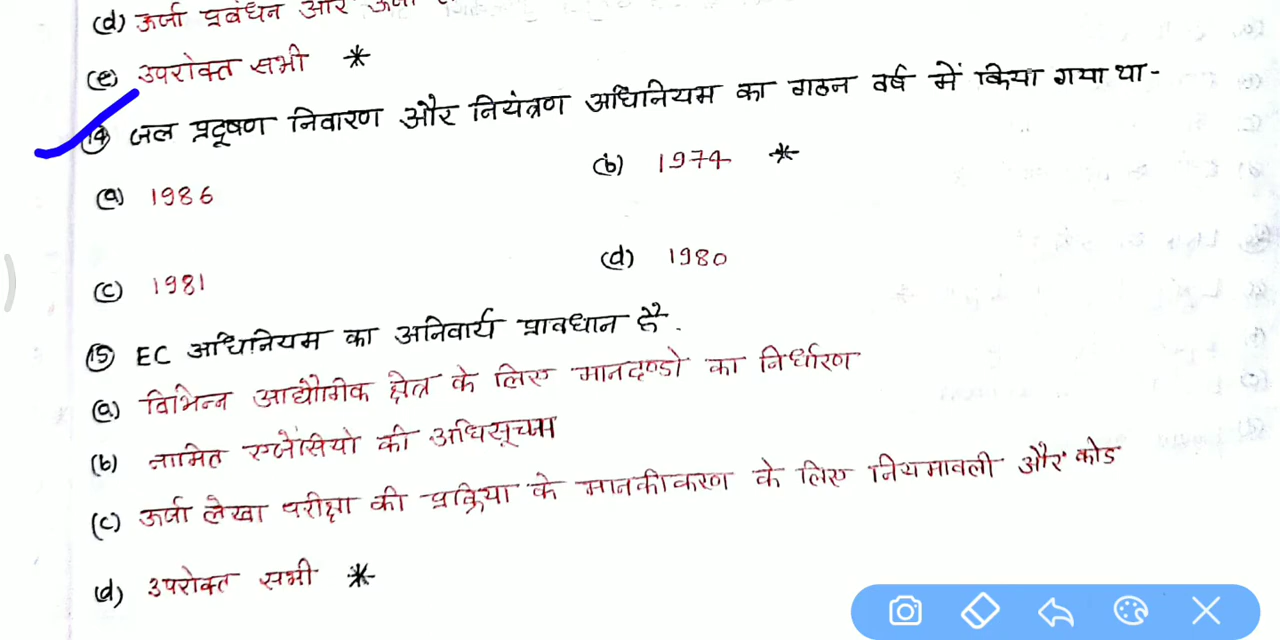 (d) ऊर्जा प्रबंधन और ऊर्जा
(e) उपरोक्त सभी *
(14) जल प्रदूषण निवारण और नियंत्रण अधिनियम का गठन वर्ष में किया गया था-
(a) 1986 (b) 1974 *
(c) 1981 (d) 1980
(15) EC अधिनियम का अनिवार्य प्रावधान है.
(a) विभिन्न आद्यौगिक क्षेत्र के लिए मानदण्डो का निर्धारण
(b) नामित एजेंसियो की अधिसूचना
(c) ऊर्जा लेखा परीक्षा की प्रक्रिया के मानकीकरण के लिए नियमावली और कोड
(d) उपरोक्त सभी *